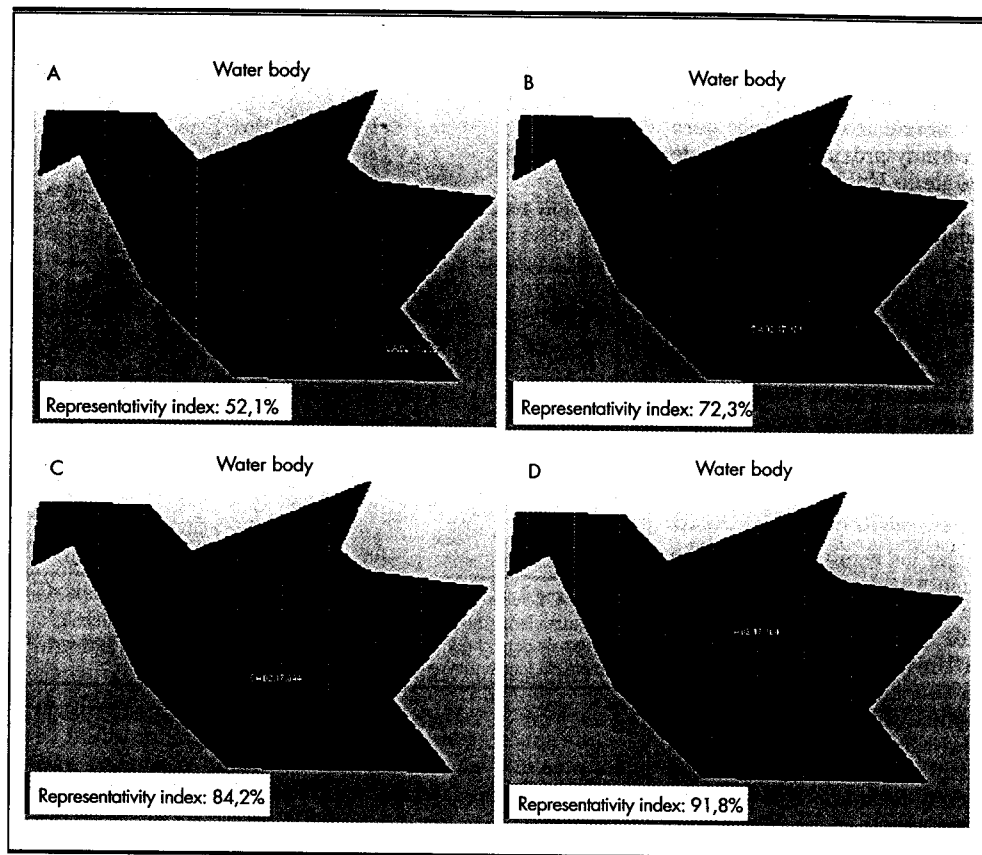 A
Water body
B
Water body
Representativity index: 52,1%
Representativity index: 72,3%
C
Water body
D
Water body
Representativity index: 84,2%
Representativity index: 91,8%